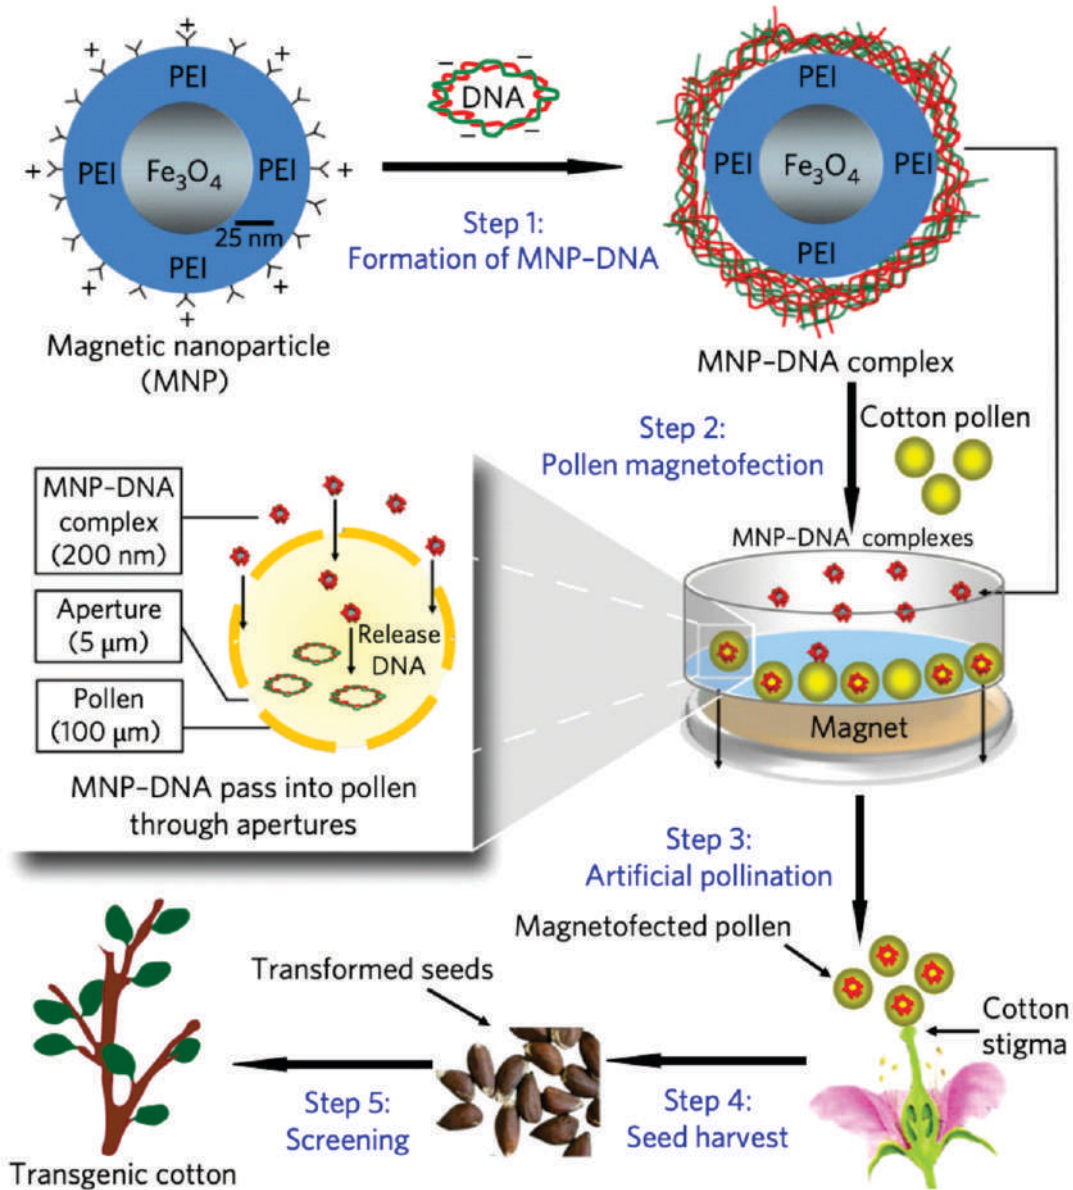 PEI
PEI
Fe₃O₄
PEI
25 nm
PEI
Magnetic nanoparticle
(MNP)
DNA
Step 1:
Formation of MNP–DNA
PEI
PEI
Fe₃O₄
PEI
PEI
MNP–DNA complex
Step 2:
Pollen magnetofection
Cotton pollen
MNP–DNA complexes
Magnet
MNP–DNA
complex
(200 nm)
Aperture
(5 μm)
Pollen
(100 μm)
Release
DNA
MNP–DNA pass into pollen
through apertures
Step 3:
Artificial pollination
Magnetofected pollen
Cotton
stigma
Step 4:
Seed harvest
Transformed seeds
Step 5:
Screening
Transgenic cotton